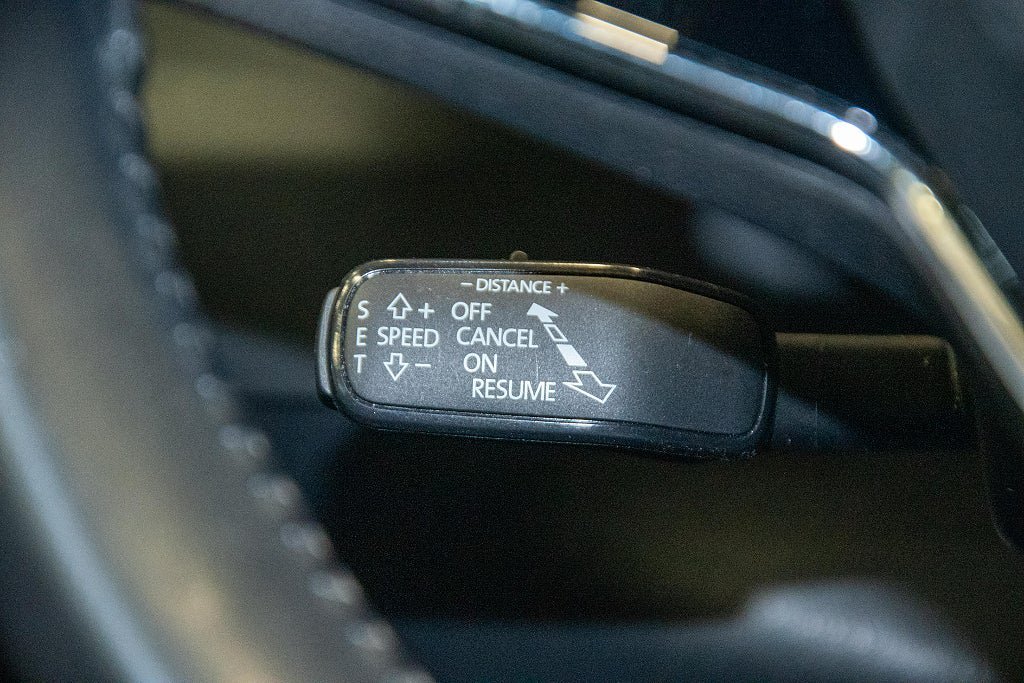 - DISTANCE +
S + OFF
E SPEED CANCEL
T - ON
RESUME